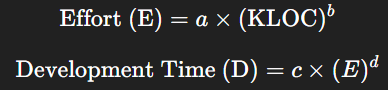 Effort (E) = a × (KLOC)^b
Development Time (D) = c × (E)^d